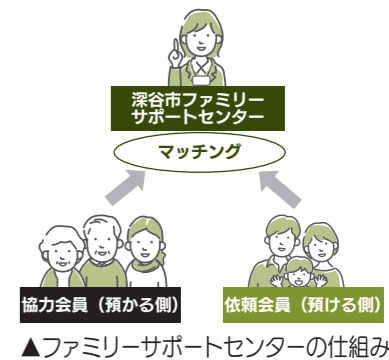 深谷市ファミリー
サポートセンター
マッチング
協力会員（預かる側）
依頼会員（預ける側）
▲ファミリーサポートセンターの仕組み